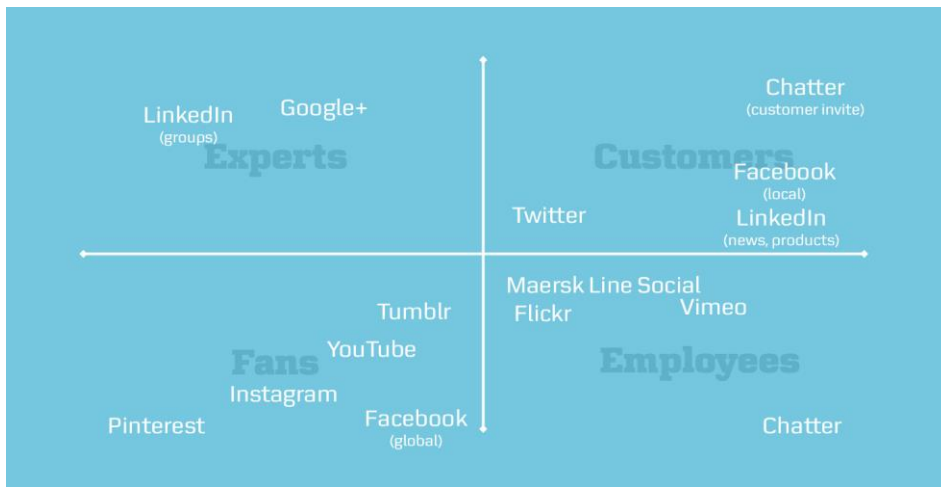 Chatter
(customer invite)
LinkedIn
(groups)
Google+
Experts
Customers
Facebook
(local)
Twitter
LinkedIn
(news, products)
Maersk Line Social
Flickr
Vimeo
Tumblr
YouTube
Fans
Employees
Instagram
Pinterest
Facebook
(global)
Chatter